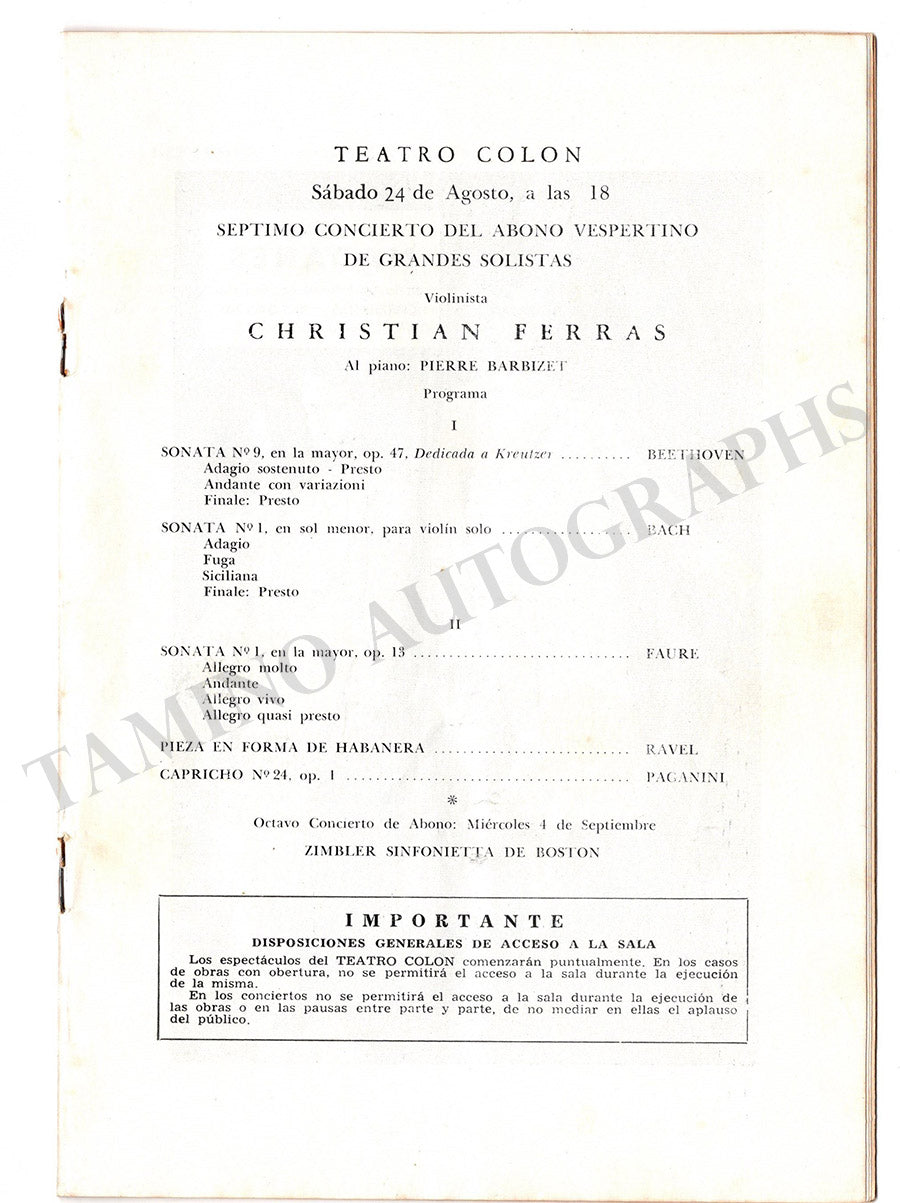 TEATRO COLON
Sábado 24 de Agosto, a las 18
SEPTIMO CONCIERTO DEL ABONO VESPERTINO
DE GRANDES SOLISTAS
Violinista
CHRISTIAN FERRAS
Al piano: PIERRE BARBIZET
Programa
I
SONATA Nº 9, en la mayor, op. 47, Dedicada a Kreutzer .......... BEETHOVEN
Adagio sostenuto - Presto
Andante con variazioni
Finale: Presto
SONATA Nº 1, en sol menor, para violín solo .................. BACH
Adagio
Fuga
Siciliana
Finale: Presto
II
SONATA Nº 1, en la mayor, op. 13 ............................. FAURE
Allegro molto
Andante
Allegro vivo
Allegro quasi presto
PIEZA EN FORMA DE HABANERA .......................... RAVEL
CAPRICHO Nº 24, op. 1 ...................................... PAGANINI
*
Octavo Concierto de Abono: Miércoles 4 de Septiembre
ZIMBLER SINFONIETTA DE BOSTON
IMPORTANTE
DISPOSICIONES GENERALES DE ACCESO A LA SALA
Los espectáculos del TEATRO COLON comenzarán puntualmente. En los casos
de obras con obertura, no se permitirá el acceso a la sala durante la ejecución
de la misma.
En los conciertos no se permitirá el acceso a la sala durante la ejecución de
las obras o en las pausas entre parte y parte, de no mediar en ellas el aplauso
del público.
TAMINO AUTOGRAPHS